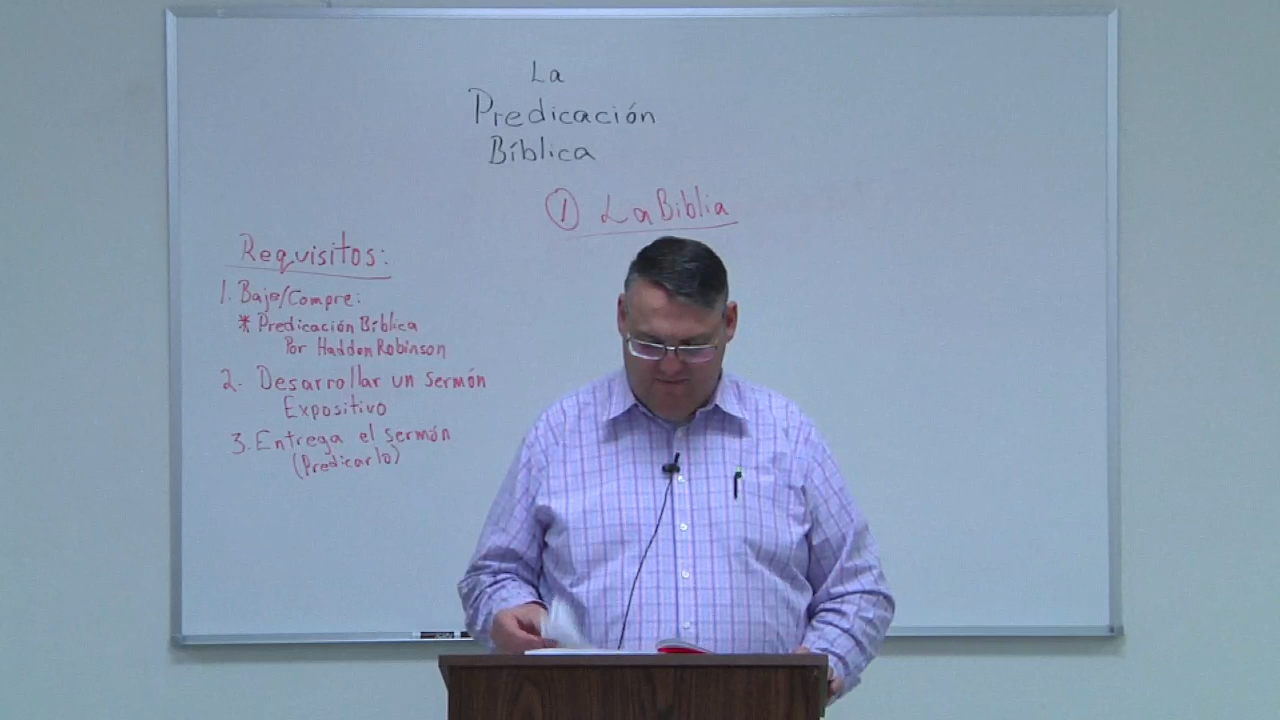 La
Predicación
Bíblica
① La Biblia
Requisitos:
1. Baje/Compre:
* Predicación Bíblica
Por Haddon Robinson
2. Desarrollar un sermón
Expositivo
3. Entrega el sermón
(Predicarlo)